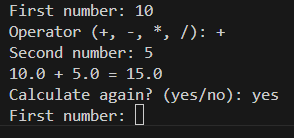 First number: 10
Operator (+, -, *, /): +
Second number: 5
10.0 + 5.0 = 15.0
Calculate again? (yes/no): yes
First number: